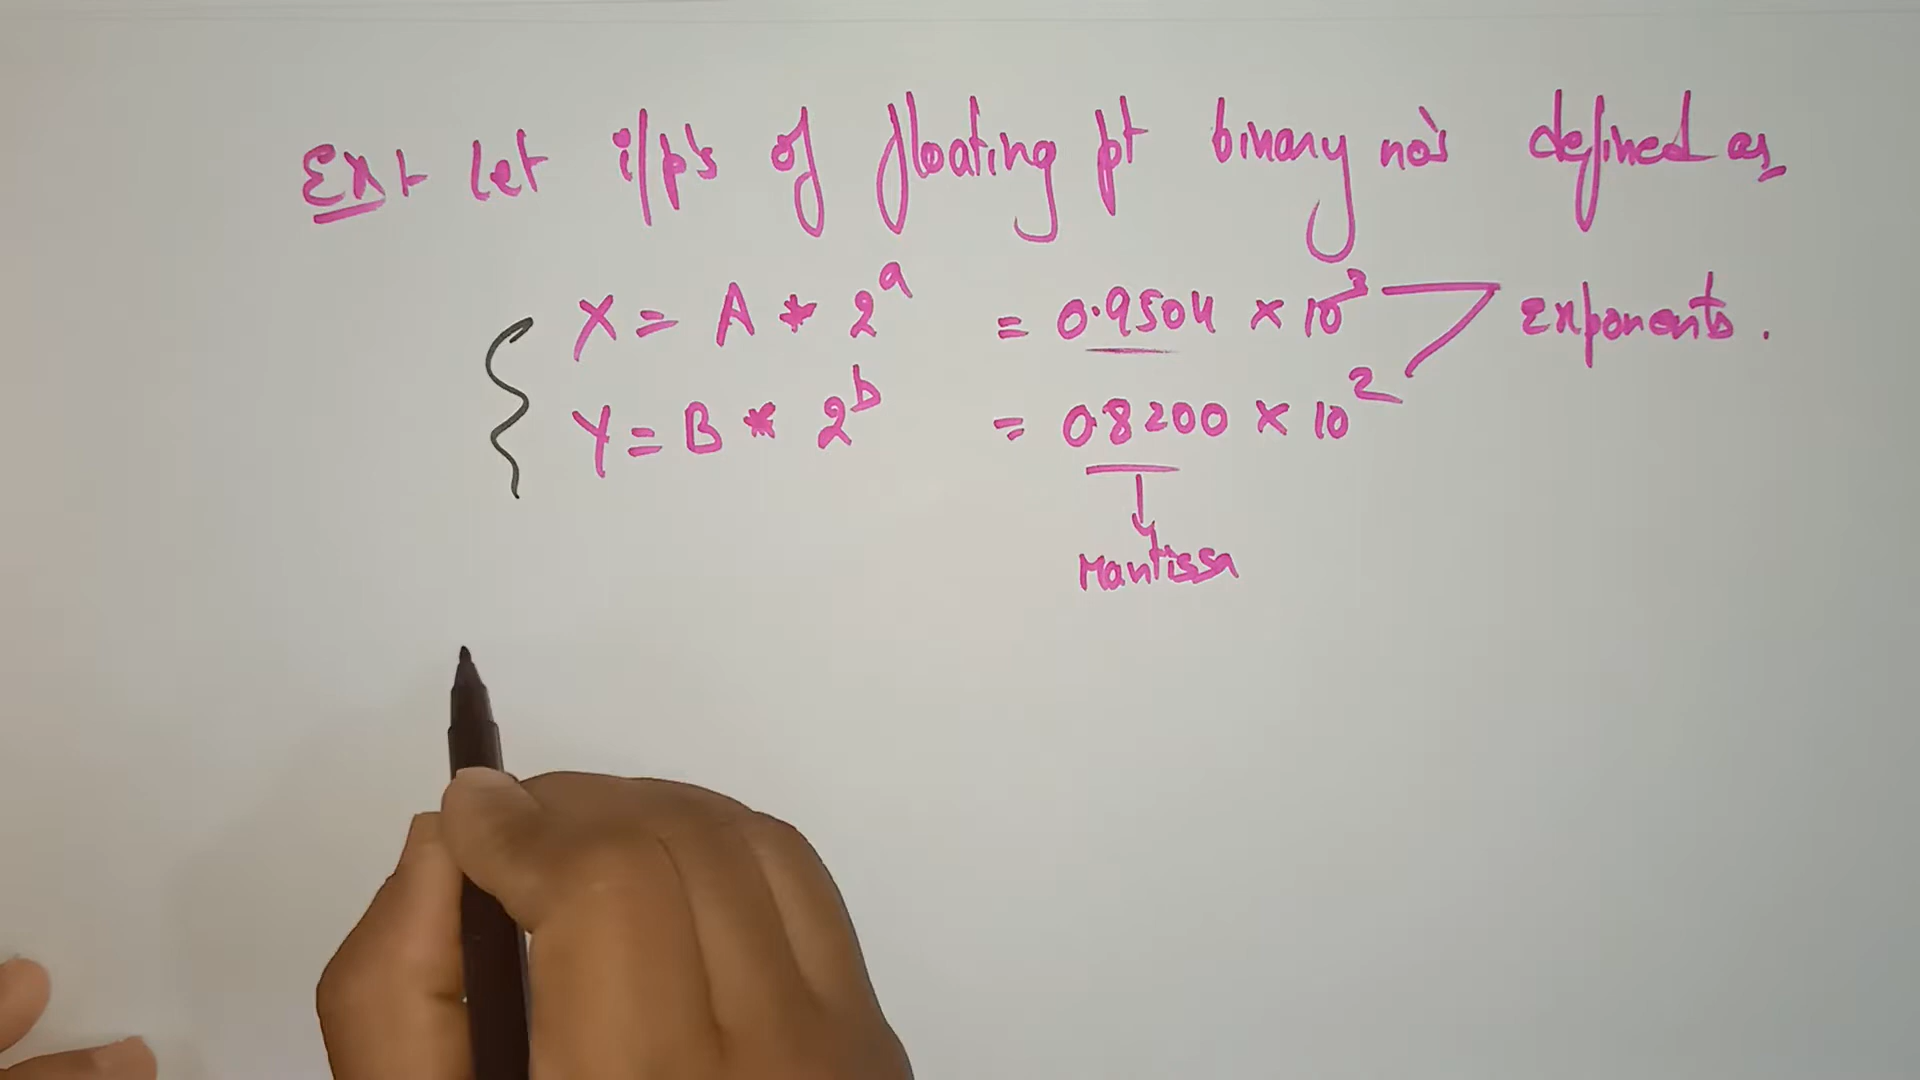 Ex:- Let i/p's of floating pt binary no's defined as,
X = A * 2^a = 0.9504 × 10^3 exponents.
Y = B * 2^b = 0.8200 × 10^2
Mantissa